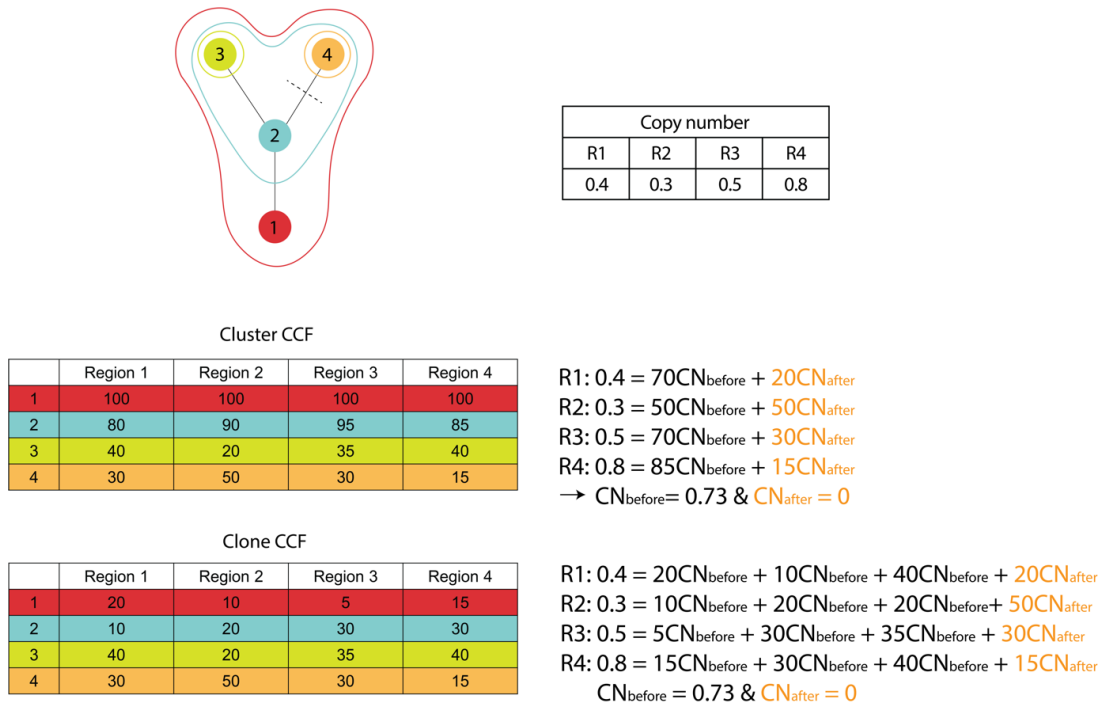 3
4
2
1
Copy number
R1 R2 R3 R4
0.4 0.3 0.5 0.8
Cluster CCF
Region 1 Region 2 Region 3 Region 4
1 100 100 100 100
2 80 90 95 85
3 40 20 35 40
4 30 50 30 15
R1: 0.4 = 70CNbefore + 20CNafter
R2: 0.3 = 50CNbefore + 50CNafter
R3: 0.5 = 70CNbefore + 30CNafter
R4: 0.8 = 85CNbefore + 15CNafter
→ CNbefore= 0.73 & CNafter = 0
Clone CCF
Region 1 Region 2 Region 3 Region 4
1 20 10 5 15
2 10 20 30 30
3 40 20 35 40
4 30 50 30 15
R1: 0.4 = 20CNbefore + 10CNbefore + 40CNbefore + 20CNafter
R2: 0.3 = 10CNbefore + 20CNbefore + 20CNbefore+ 50CNafter
R3: 0.5 = 5CNbefore + 30CNbefore + 35CNbefore + 30CNafter
R4: 0.8 = 15CNbefore + 30CNbefore + 40CNbefore + 15CNafter
CNbefore = 0.73 & CNafter = 0